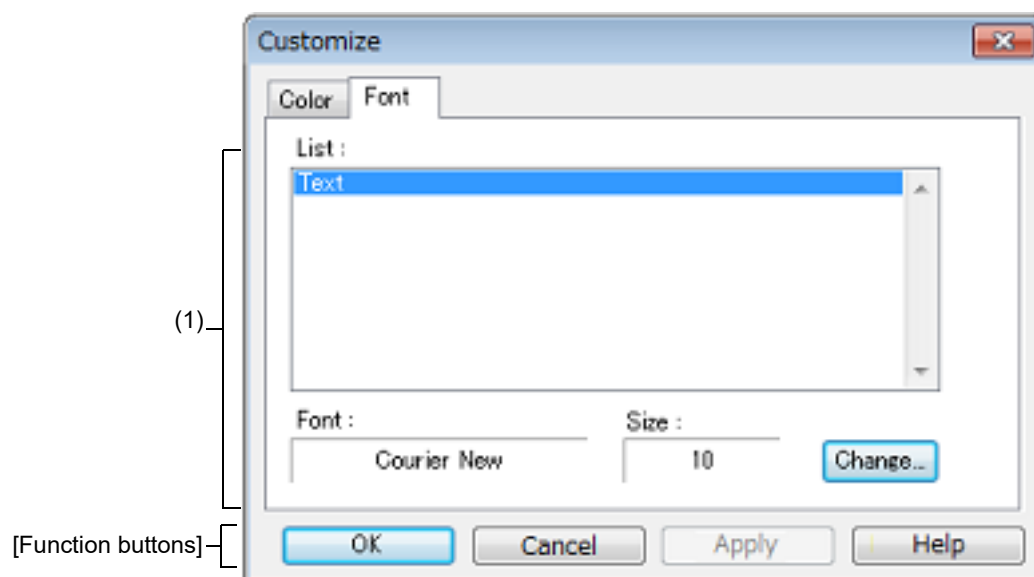 Customize
Color Font
List :
Text
(1)
Font : Size :
Courier New 10 Change...
[Function buttons] OK Cancel Apply Help